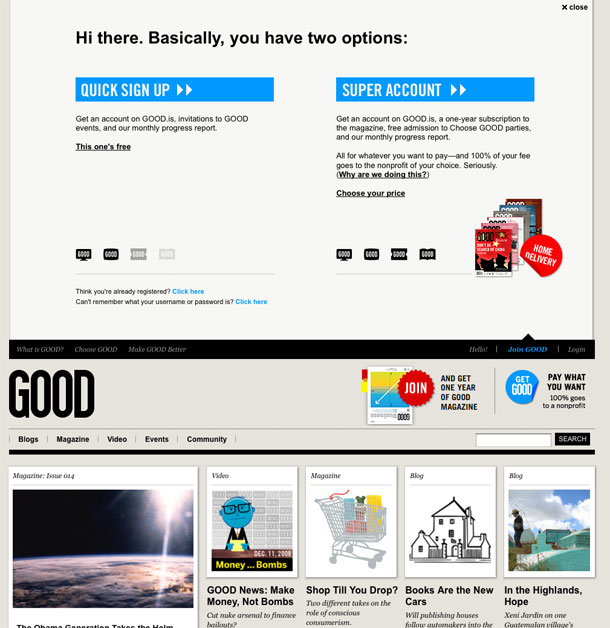 ✖ close
Hi there. Basically, you have two options:
QUICK SIGN UP
Get an account on GOOD.is, invitations to GOOD
events, and our monthly progress report.
This one's free
SUPER ACCOUNT
Get an account on GOOD.is, a one-year subscription to
the magazine, free admission to Choose GOOD parties,
and our monthly progress report.
All for whatever you want to pay—and 100% of your fee
goes to the nonprofit of your choice. Seriously.
(Why are we doing this?)
Choose your price
GOOD GOOD GOOD GOOD
GOOD GOOD GOOD GOOD
GOOD
DON'T BE
SCARED OF CHINA
HOME
DELIVERY
Think you're already registered? Click here
Can't remember what your username or password is? Click here
What is GOOD? Choose GOOD Make GOOD Better
Hello! | Join GOOD | Login
GOOD
JOIN
GOOD
AND GET
ONE YEAR
OF GOOD
MAGAZINE
GET
GOOD
PAY WHAT
YOU WANT
100% goes
to a nonprofit
Blogs | Magazine | Video | Events | Community
SEARCH
Magazine: Issue 014
The Obama Generation Takes the Helm
Video
DEC. 11, 2008
Money ... Bombs
GOOD News: Make
Money, Not Bombs
Cut nuke arsenal to finance
bailouts?
Magazine
Shop Till You Drop?
Two different takes on the
role of conscious
consumerism.
Blog
Books Are the New
Cars
Will publishing houses
follow automakers into the
Blog
In the Highlands,
Hope
Xeni Jardin on one
Guatemalan village's